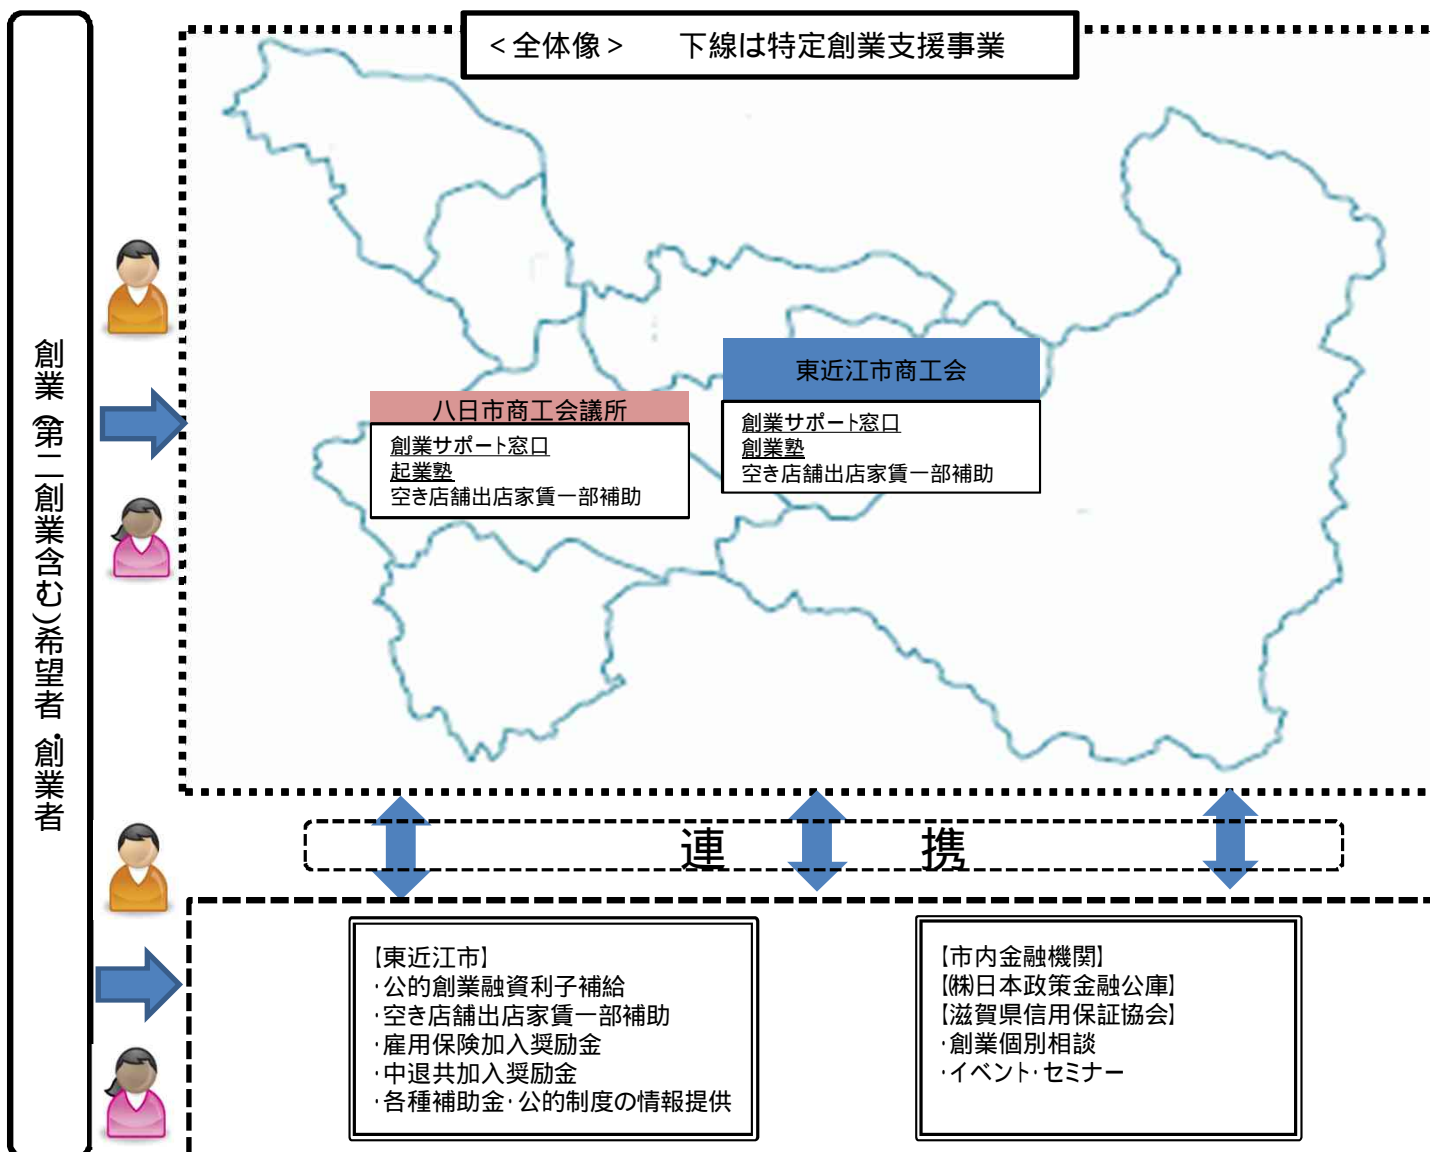 <全体像>　下線は特定創業支援事業
創業(第二創業含む)希望者・創業者
東近江市商工会
創業サポート窓口
創業塾
空き店舗出店家賃一部補助
八日市商工会議所
創業サポート窓口
起業塾
空き店舗出店家賃一部補助
連　携
【東近江市】
・公的創業融資利子補給
・空き店舗出店家賃一部補助
・雇用保険加入奨励金
・中退共加入奨励金
・各種補助金・公的制度の情報提供
【市内金融機関】
【㈱日本政策金融公庫】
【滋賀県信用保証協会】
・創業個別相談
・イベント・セミナー